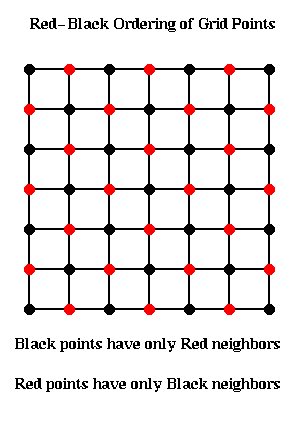 Red-Black Ordering of Grid Points
Black points have only Red neighbors
Red points have only Black neighbors